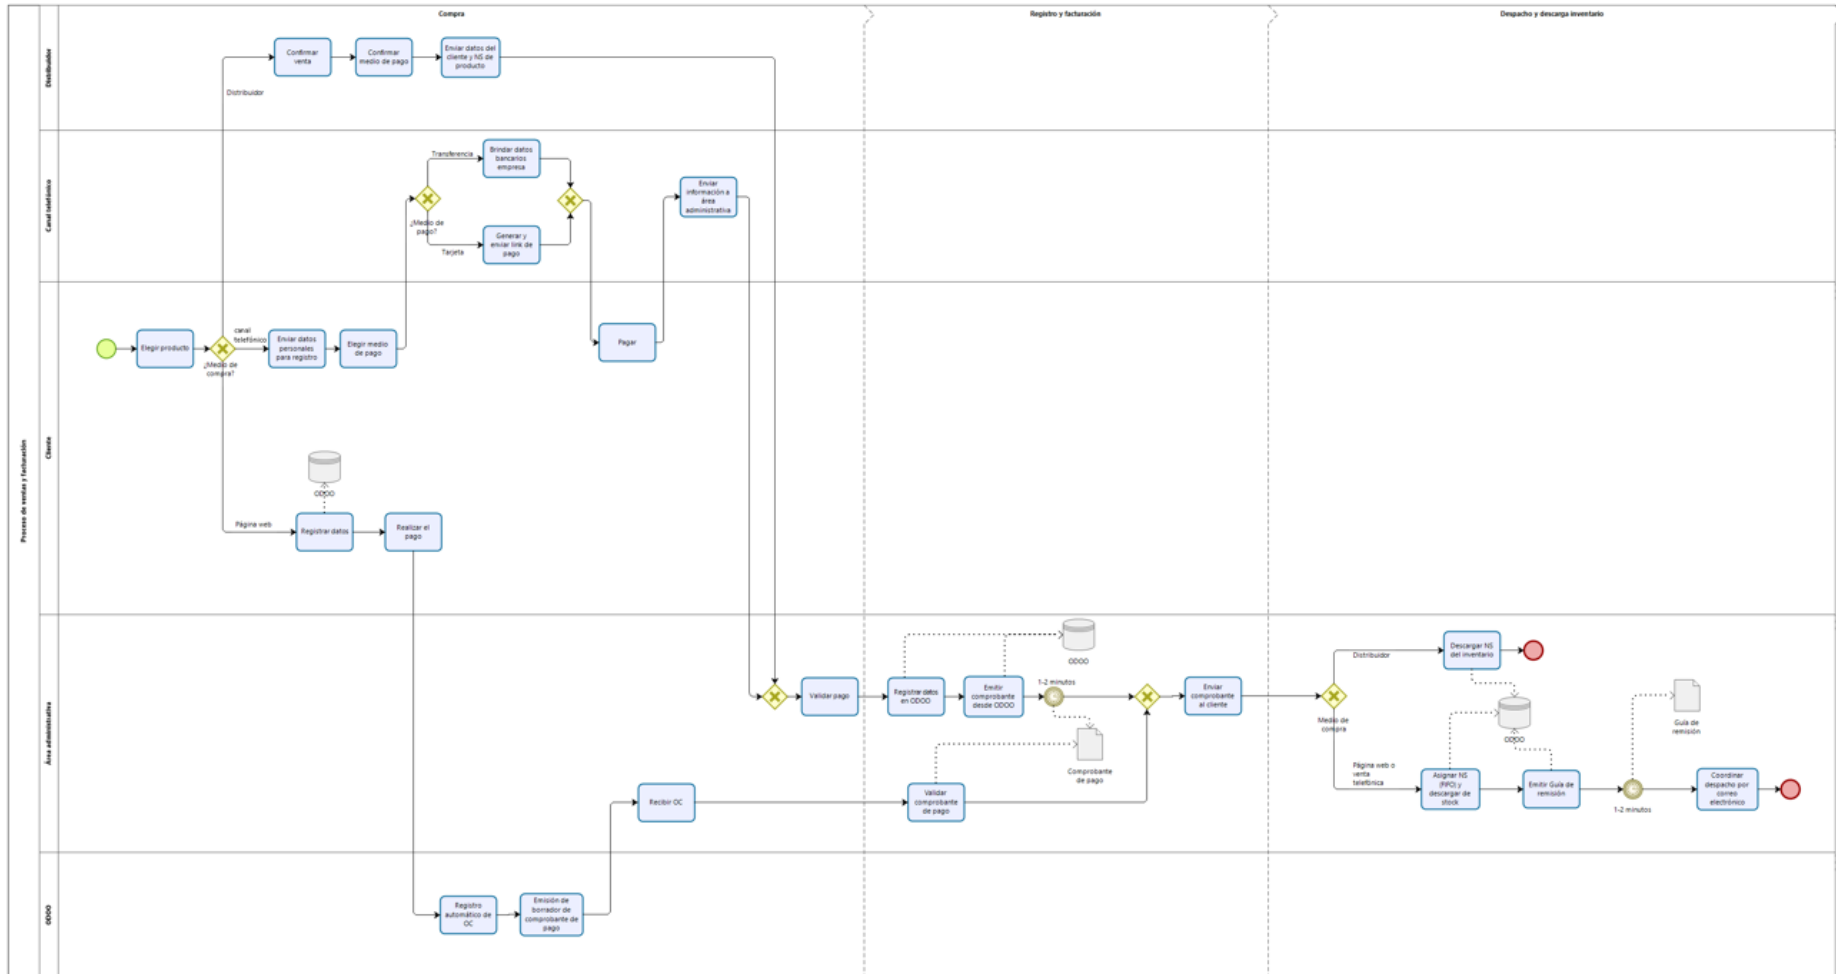 Compra
Registro y facturación
Despacho y descarga inventario
Proceso de ventas y facturación
Distribuidor
Confirmar
venta
Confirmar
medio de pago
Enviar datos del
cliente y NS de
producto
Distribuidor
Canal telefónico
Transferencia
Brindar datos
bancarios
empresa
¿Medio de
pago?
Tarjeta
Generar y
enviar link de
pago
Enviar
información a
área
administrativa
Cliente
Elegir producto
¿Medio de
compra?
canal
telefónico
Enviar datos
personales
para registro
Elegir medio
de pago
Pagar
ODOO
Página web
Registrar datos
Realizar el
pago
Área administrativa
Validar pago
Registrar datos
en ODOO
Emitir
comprobante
desde ODOO
1-2 minutos
ODOO
Comprobante
de pago
Enviar
comprobante
al cliente
Recibir OC
Validar
comprobante
de pago
Medio de
compra
Distribuidor
Descargar NS
del inventario
ODOO
Página web o
venta
telefónica
Asignar NS
(FIFO) y
descargar de
stock
Emitir Guía de
remisión
1-2 minutos
Guía de
remisión
Coordinar
despacho por
correo
electrónico
ODOO
Registro
automático de
OC
Emisión de
borrador de
comprobante de
pago